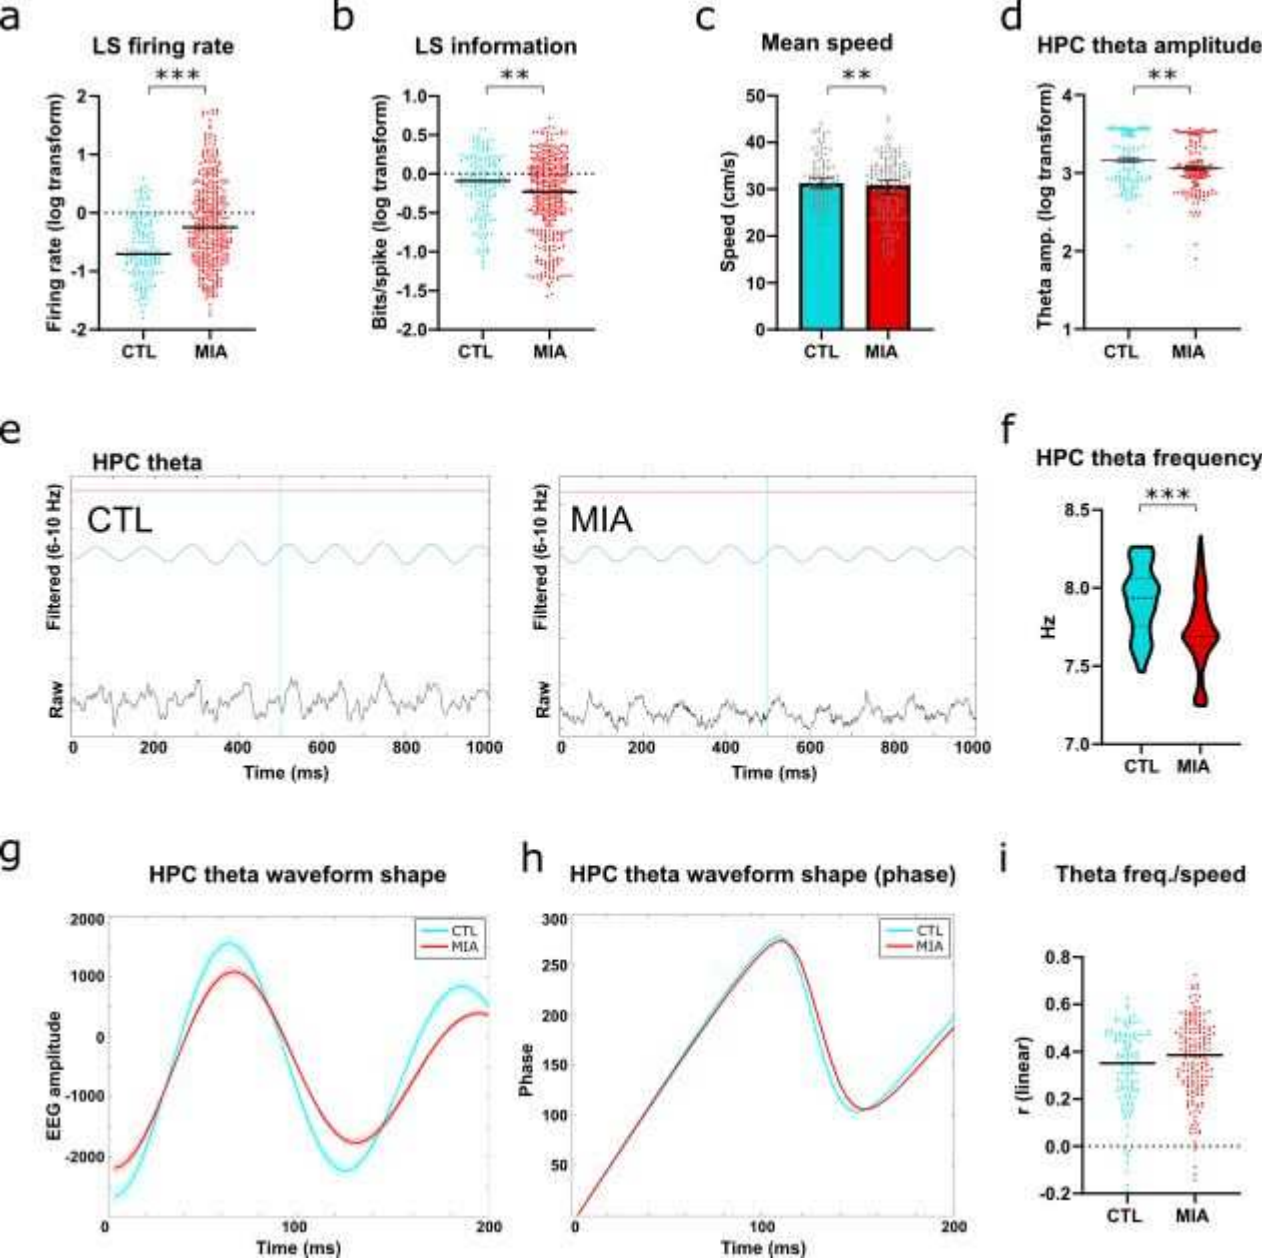 a
LS firing rate
***
Firing rate (log transform)
2
1
0
-1
-2
CTL MIA
b
LS information
**
Bits/spike (log transform)
1.0
0.5
0.0
-0.5
-1.0
-1.5
-2.0
CTL MIA
c
Mean speed
**
Speed (cm/s)
50
40
30
20
10
0
CTL MIA
d
HPC theta amplitude
**
Theta amp. (log transform)
4
3
2
1
CTL MIA
e
HPC theta
Filtered (6-10 Hz)
Raw
CTL
0 200 400 600 800 1000
Time (ms)
Filtered (6-10 Hz)
Raw
MIA
0 200 400 600 800 1000
Time (ms)
f
HPC theta frequency
***
Hz
8.5
8.0
7.5
7.0
CTL MIA
g
HPC theta waveform shape
EEG amplitude
2000
1000
0
-1000
-2000
CTL
MIA
0 100 200
Time (ms)
h
HPC theta waveform shape (phase)
Phase
300
250
200
150
100
50
CTL
MIA
0 100 200
Time (ms)
i
Theta freq./speed
r (linear)
0.8
0.6
0.4
0.2
0.0
-0.2
CTL MIA